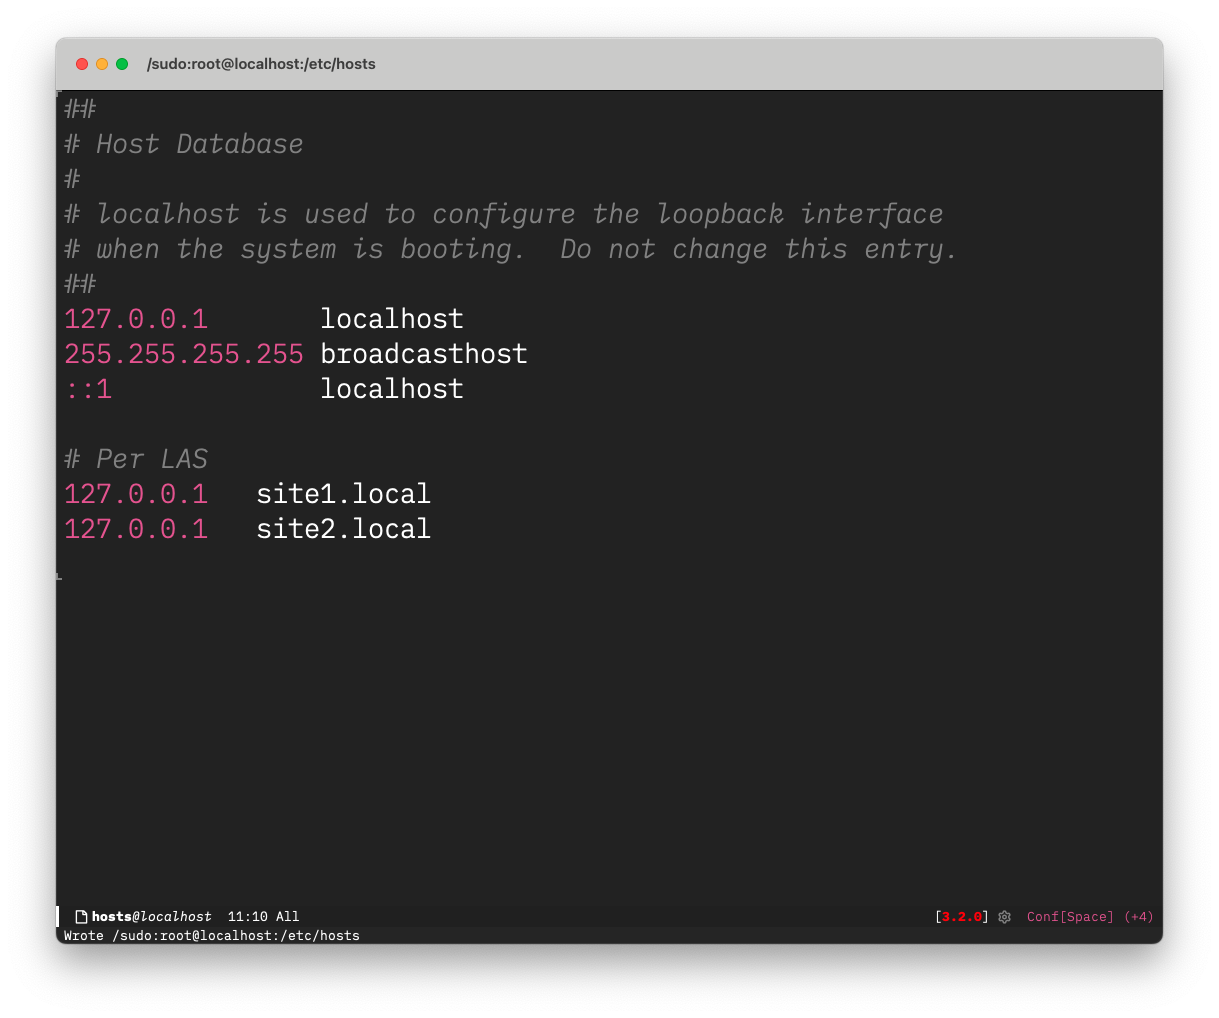 /sudo:root@localhost:/etc/hosts
##
# Host Database
#
# localhost is used to configure the loopback interface
# when the system is booting.  Do not change this entry.
##
127.0.0.1       localhost
255.255.255.255 broadcasthost
::1             localhost

# Per LAS
127.0.0.1   site1.local
127.0.0.1   site2.local
hosts@localhost  11:10 All [3.2.0] Conf[Space] (+4)
Wrote /sudo:root@localhost:/etc/hosts